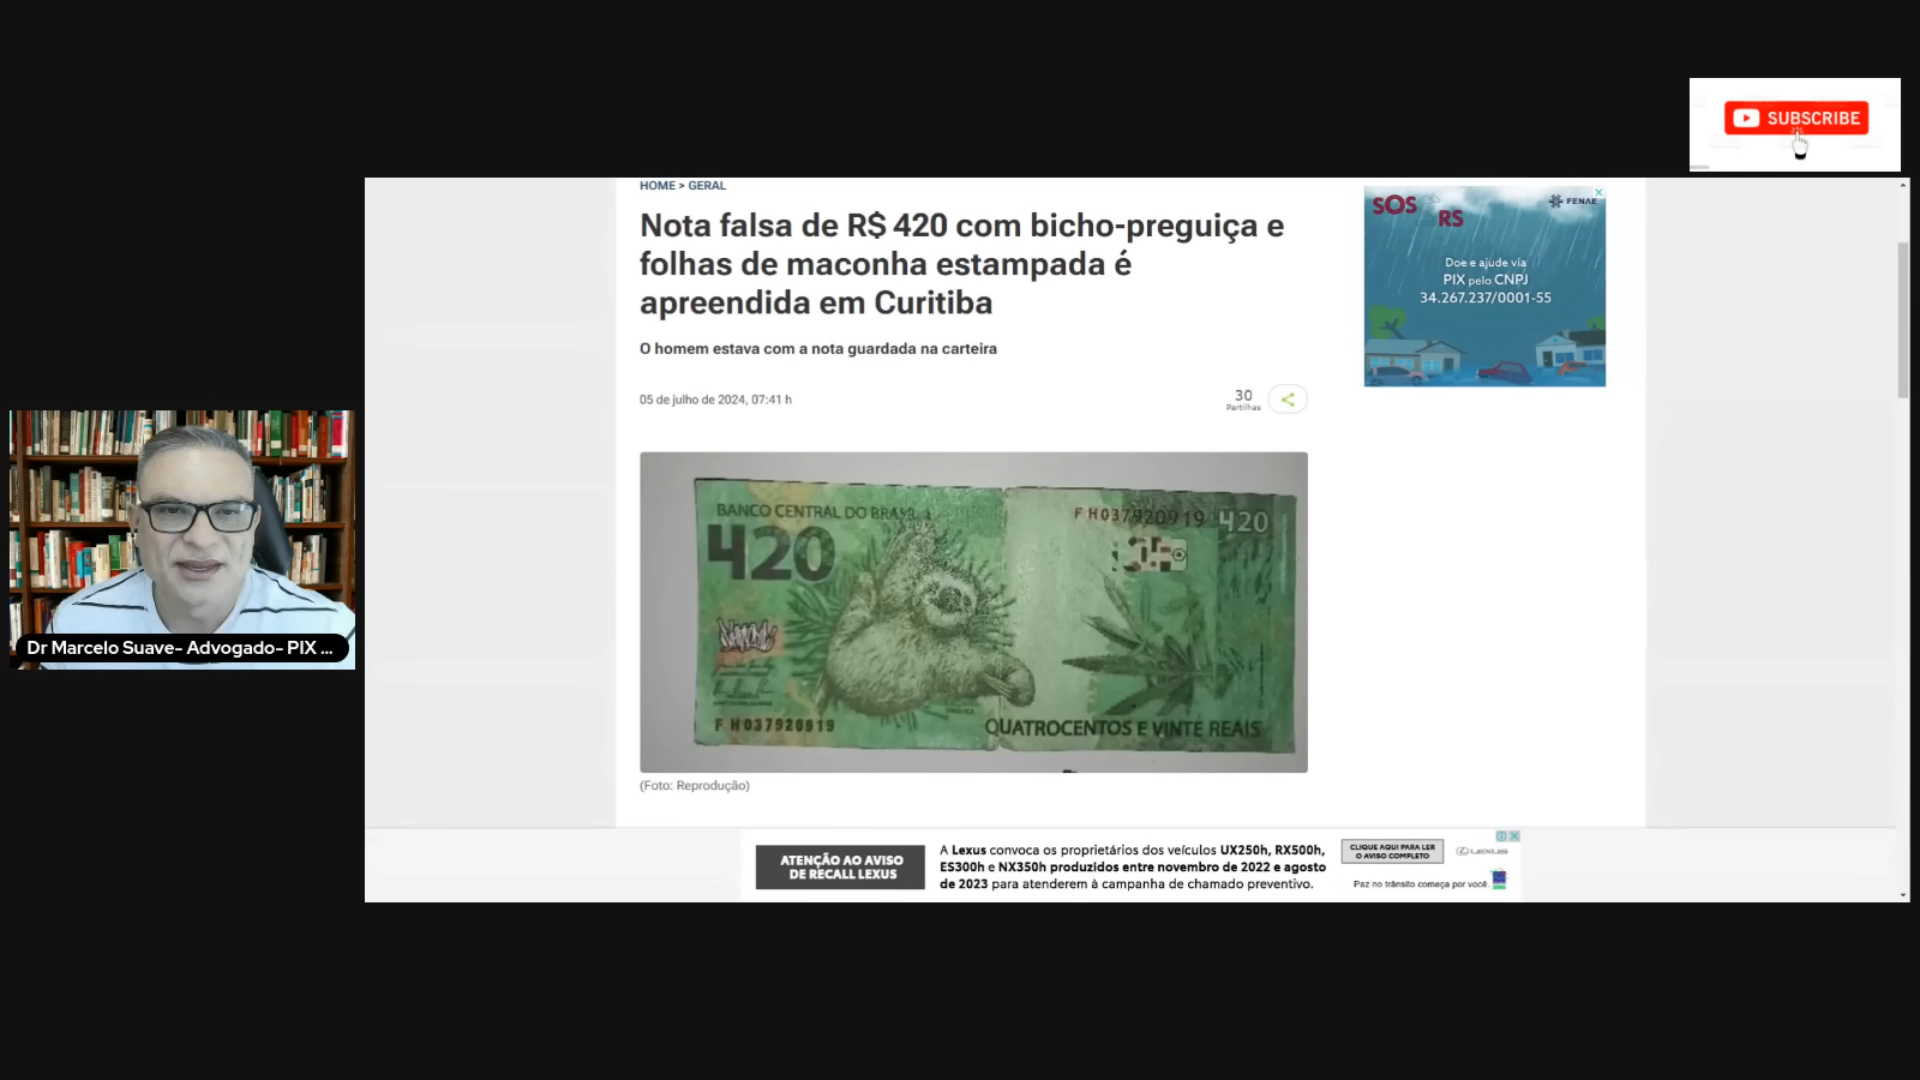 SUBSCRIBE
HOME > GERAL
Nota falsa de R$ 420 com bicho-preguiça e
folhas de maconha estampada é
apreendida em Curitiba
O homem estava com a nota guardada na carteira
05 de julho de 2024, 07:41 h
30
Partilhas
SOS
RS
FENAE
Doe e ajude via
PIX pelo CNPJ
34.267.237/0001-55
BANCO CENTRAL DO BRASIL
420
FH037920919 420
FH037920919
QUATROCENTOS E VINTE REAIS
(Foto: Reprodução)
Dr Marcelo Suave- Advogado- PIX ...
ATENÇÃO AO AVISO
DE RECALL LEXUS
A Lexus convoca os proprietários dos veículos UX250h, RX500h,
ES300h e NX350h produzidos entre novembro de 2022 e agosto
de 2023 para atenderem à campanha de chamado preventivo.
CLIQUE AQUI PARA LER
O AVISO COMPLETO
LEXUS
Paz no trânsito começa por você.